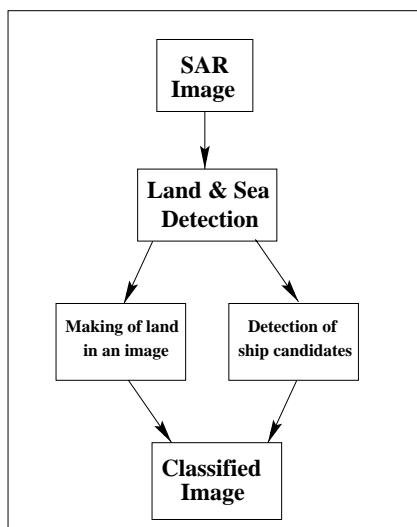 SAR
Image
Land & Sea
Detection
Making of land
in an image
Detection of
ship candidates
Classified
Image